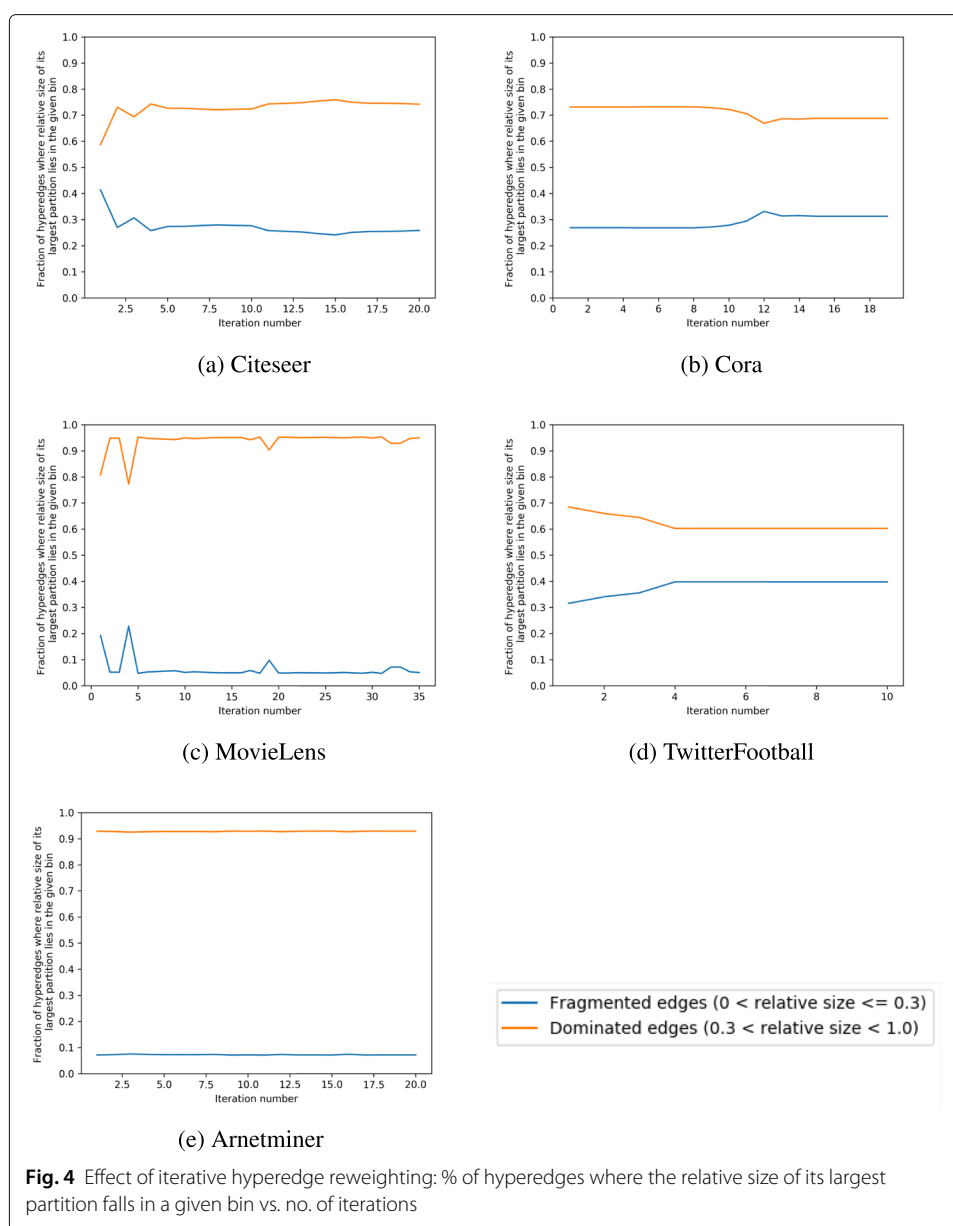 Fraction of hyperedges where relative size of its
largest partition lies in the given bin
1.0
0.9
0.8
0.7
0.6
0.5
0.4
0.3
0.2
0.1
0.0
2.5 5.0 7.5 10.0 12.5 15.0 17.5 20.0
Iteration number
(a) Citeseer
Fraction of hyperedges where relative size of its
largest partition lies in the given bin
1.0
0.9
0.8
0.7
0.6
0.5
0.4
0.3
0.2
0.1
0.0
0 2 4 6 8 10 12 14 16 18
Iteration number
(b) Cora
Fraction of hyperedges where relative size of its
largest partition lies in the given bin
1.0
0.9
0.8
0.7
0.6
0.5
0.4
0.3
0.2
0.1
0.0
0 5 10 15 20 25 30 35
Iteration number
(c) MovieLens
Fraction of hyperedges where relative size of its
largest partition lies in the given bin
1.0
0.9
0.8
0.7
0.6
0.5
0.4
0.3
0.2
0.1
0.0
2 4 6 8 10
Iteration number
(d) TwitterFootball
Fraction of hyperedges where relative size of its
largest partition lies in the given bin
1.0
0.9
0.8
0.7
0.6
0.5
0.4
0.3
0.2
0.1
0.0
2.5 5.0 7.5 10.0 12.5 15.0 17.5 20.0
Iteration number
(e) Arnetminer
Fragmented edges (0 < relative size <= 0.3)
Dominated edges (0.3 < relative size < 1.0)
Fig. 4 Effect of iterative hyperedge reweighting: % of hyperedges where the relative size of its largest
partition falls in a given bin vs. no. of iterations